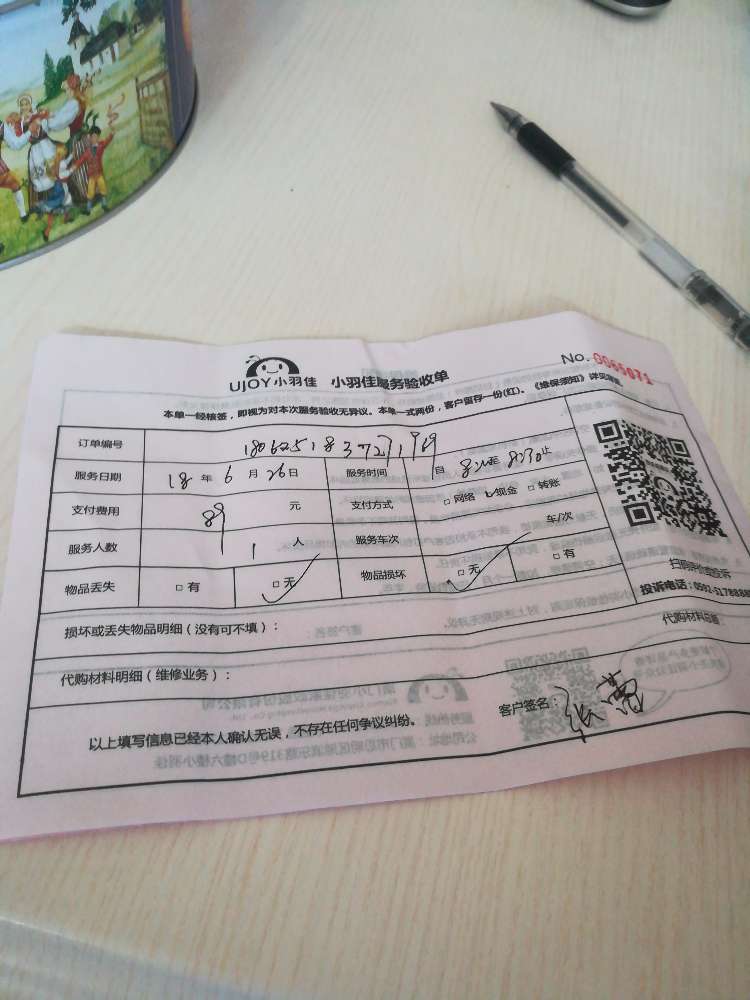 UJOY小羽佳 小羽佳服务验收单
No. 0065071
本单一经核签，即视为对本次服务验收无异议。本单一式两份，客户留存一份(红)。《维保须知》详见背面。
订单编号
服务日期 18 年 6 月 26 日 服务时间 自 至 止
支付费用 89 元 支付方式 □ 网络 现金 □ 转账
服务人数 1 人 服务车次 车/次
物品丢失 □ 有 □ 无 物品损坏 □ 无 □ 有
损坏或丢失物品明细（没有可不填）：
代购材料明细（维修业务）：
以上填写信息已经本人确认无误，不存在任何争议纠纷。
客户签名：
投诉电话：0592-5178888